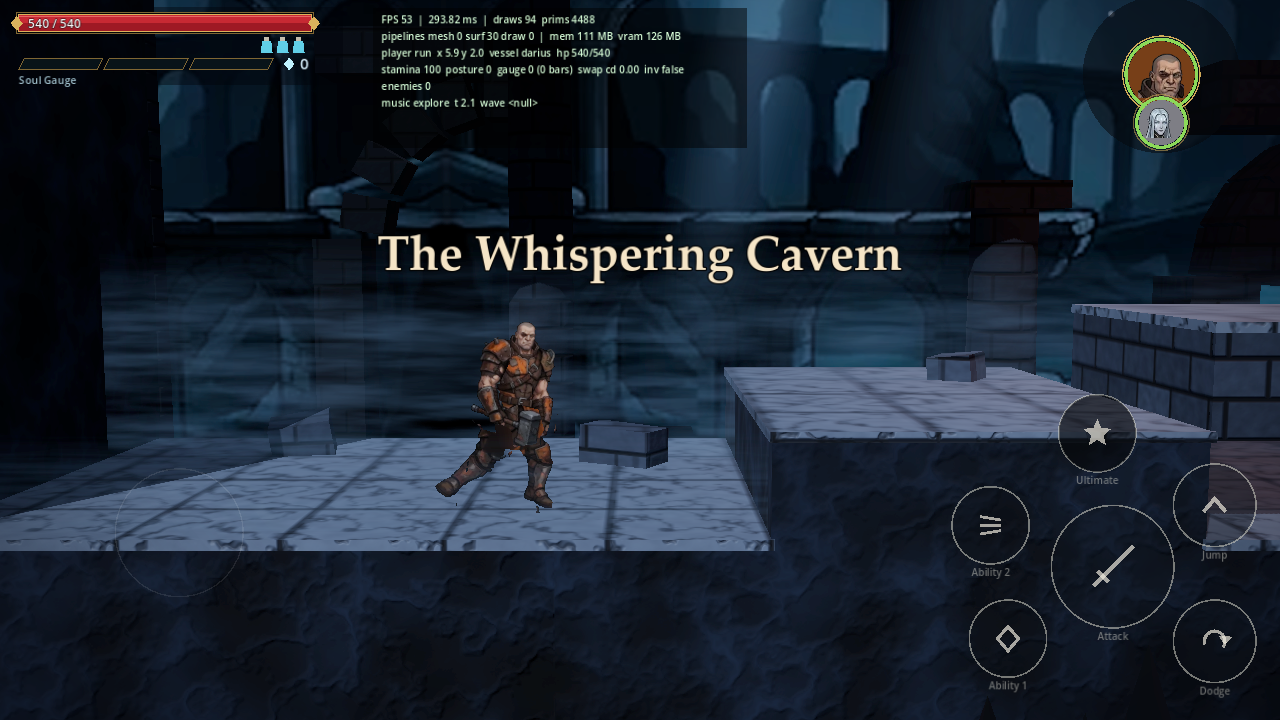 540 / 540
0
Soul Gauge
FPS 53 | 293.82 ms | draws 94 prims 4488
pipelines mesh 0 surf 30 draw 0 | mem 111 MB vram 126 MB
player run x 5.9 y 2.0 vessel darius hp 540/540
stamina 100 posture 0 gauge 0 (0 bars) swap cd 0.00 inv false
enemies 0
music explore t 2.1 wave <null>
The Whispering Cavern
Ultimate
Jump
Ability 2
Attack
Ability 1
Dodge